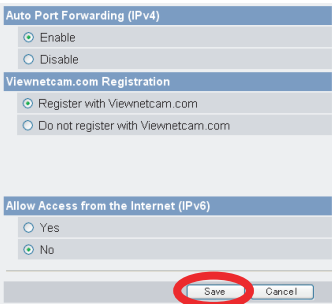 Auto Port Forwarding (IPv4)
Enable
Disable
Viewnetcam.com Registration
Register with Viewnetcam.com
Do not register with Viewnetcam.com
Allow Access from the Internet (IPv6)
Yes
No
Save Cancel